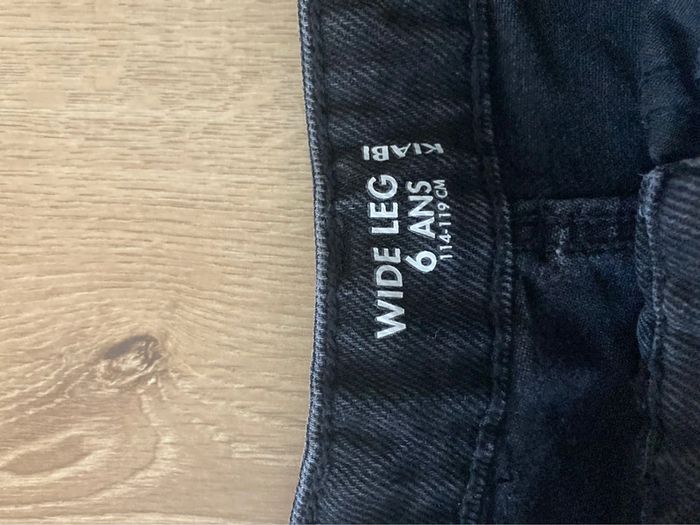 KIABI
WIDE LEG
6 ANS
114-119 CM